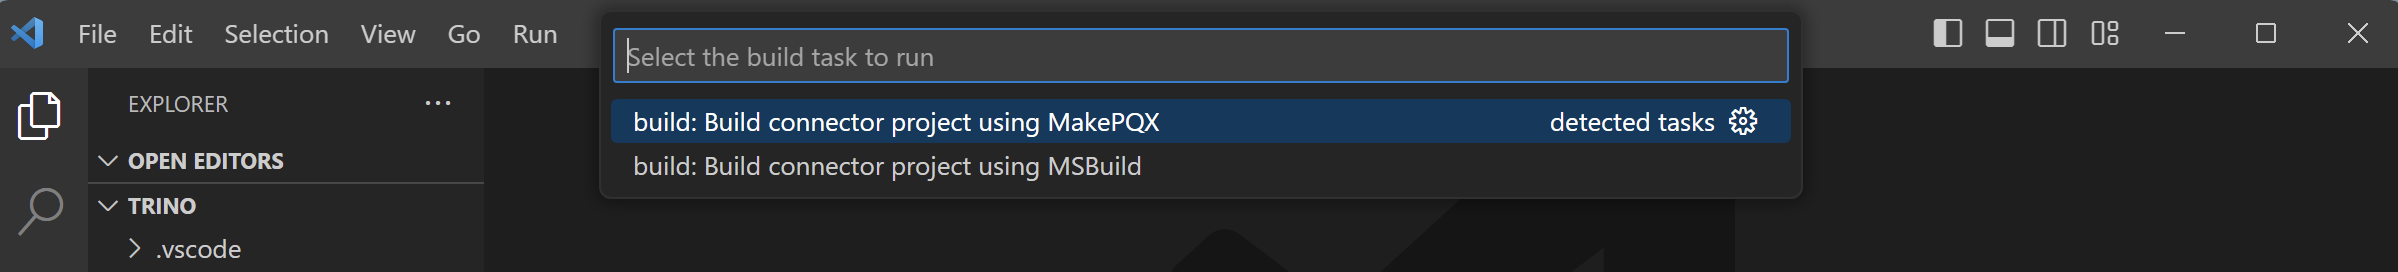 File Edit Selection View Go Run
Select the build task to run
build: Build connector project using MakePQX detected tasks
build: Build connector project using MSBuild
EXPLORER ...
OPEN EDITORS
TRINO
.vscode